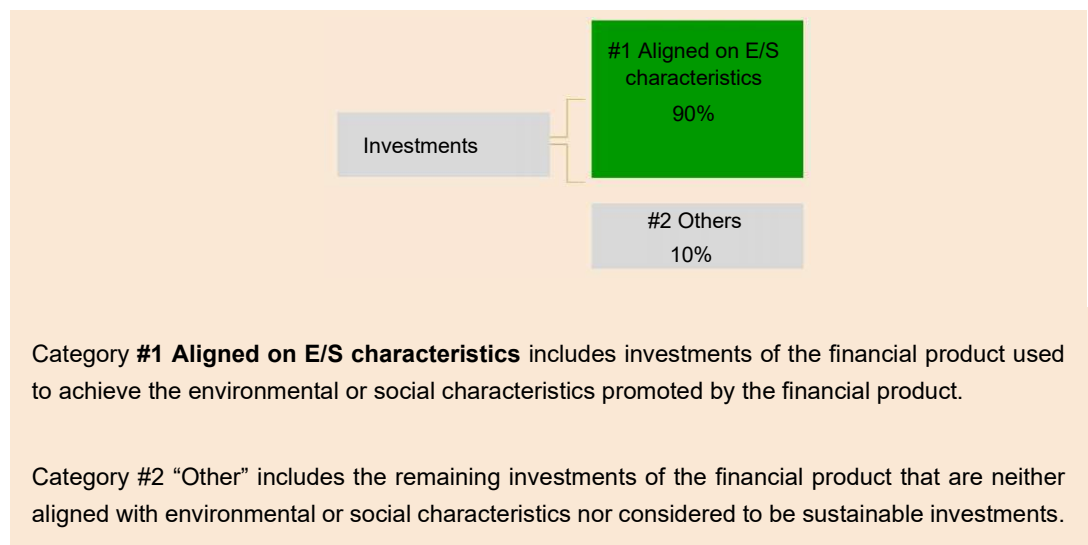 #1 Aligned on E/S
characteristics
90%
Investments
#2 Others
10%
Category #1 Aligned on E/S characteristics includes investments of the financial product used
to achieve the environmental or social characteristics promoted by the financial product.
Category #2 “Other” includes the remaining investments of the financial product that are neither
aligned with environmental or social characteristics nor considered to be sustainable investments.